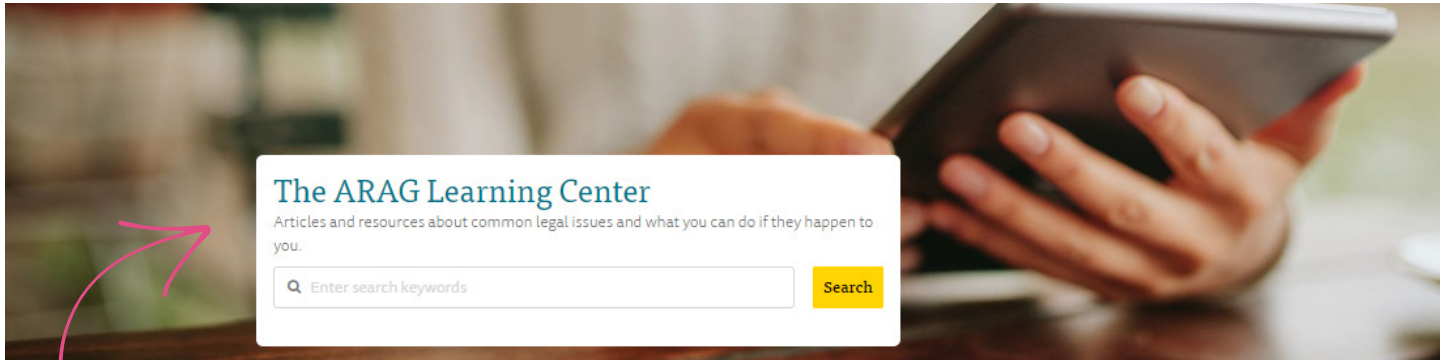 The ARAG Learning Center
Articles and resources about common legal issues and what you can do if they happen to
you.
Enter search keywords
Search